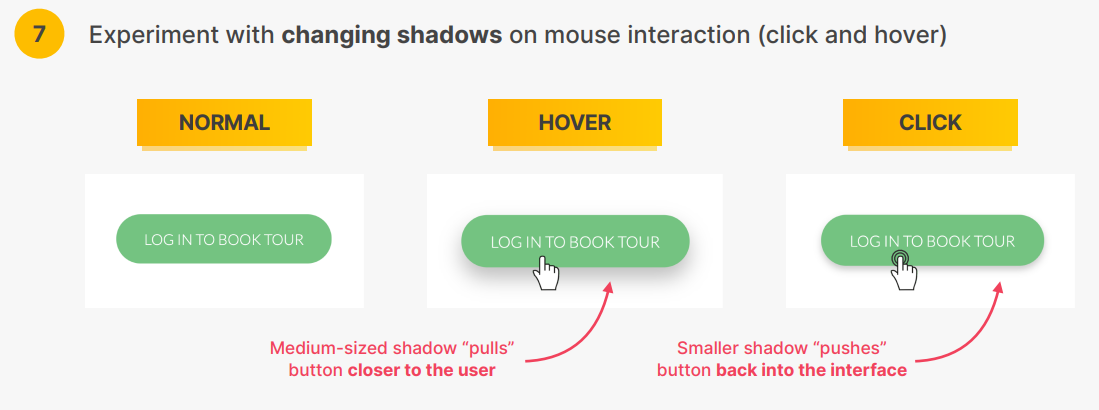 7
Experiment with changing shadows on mouse interaction (click and hover)
NORMAL
HOVER
CLICK
LOG IN TO BOOK TOUR
LOG IN TO BOOK TOUR
LOG IN TO BOOK TOUR
Medium-sized shadow “pulls”
button closer to the user
Smaller shadow “pushes”
button back into the interface